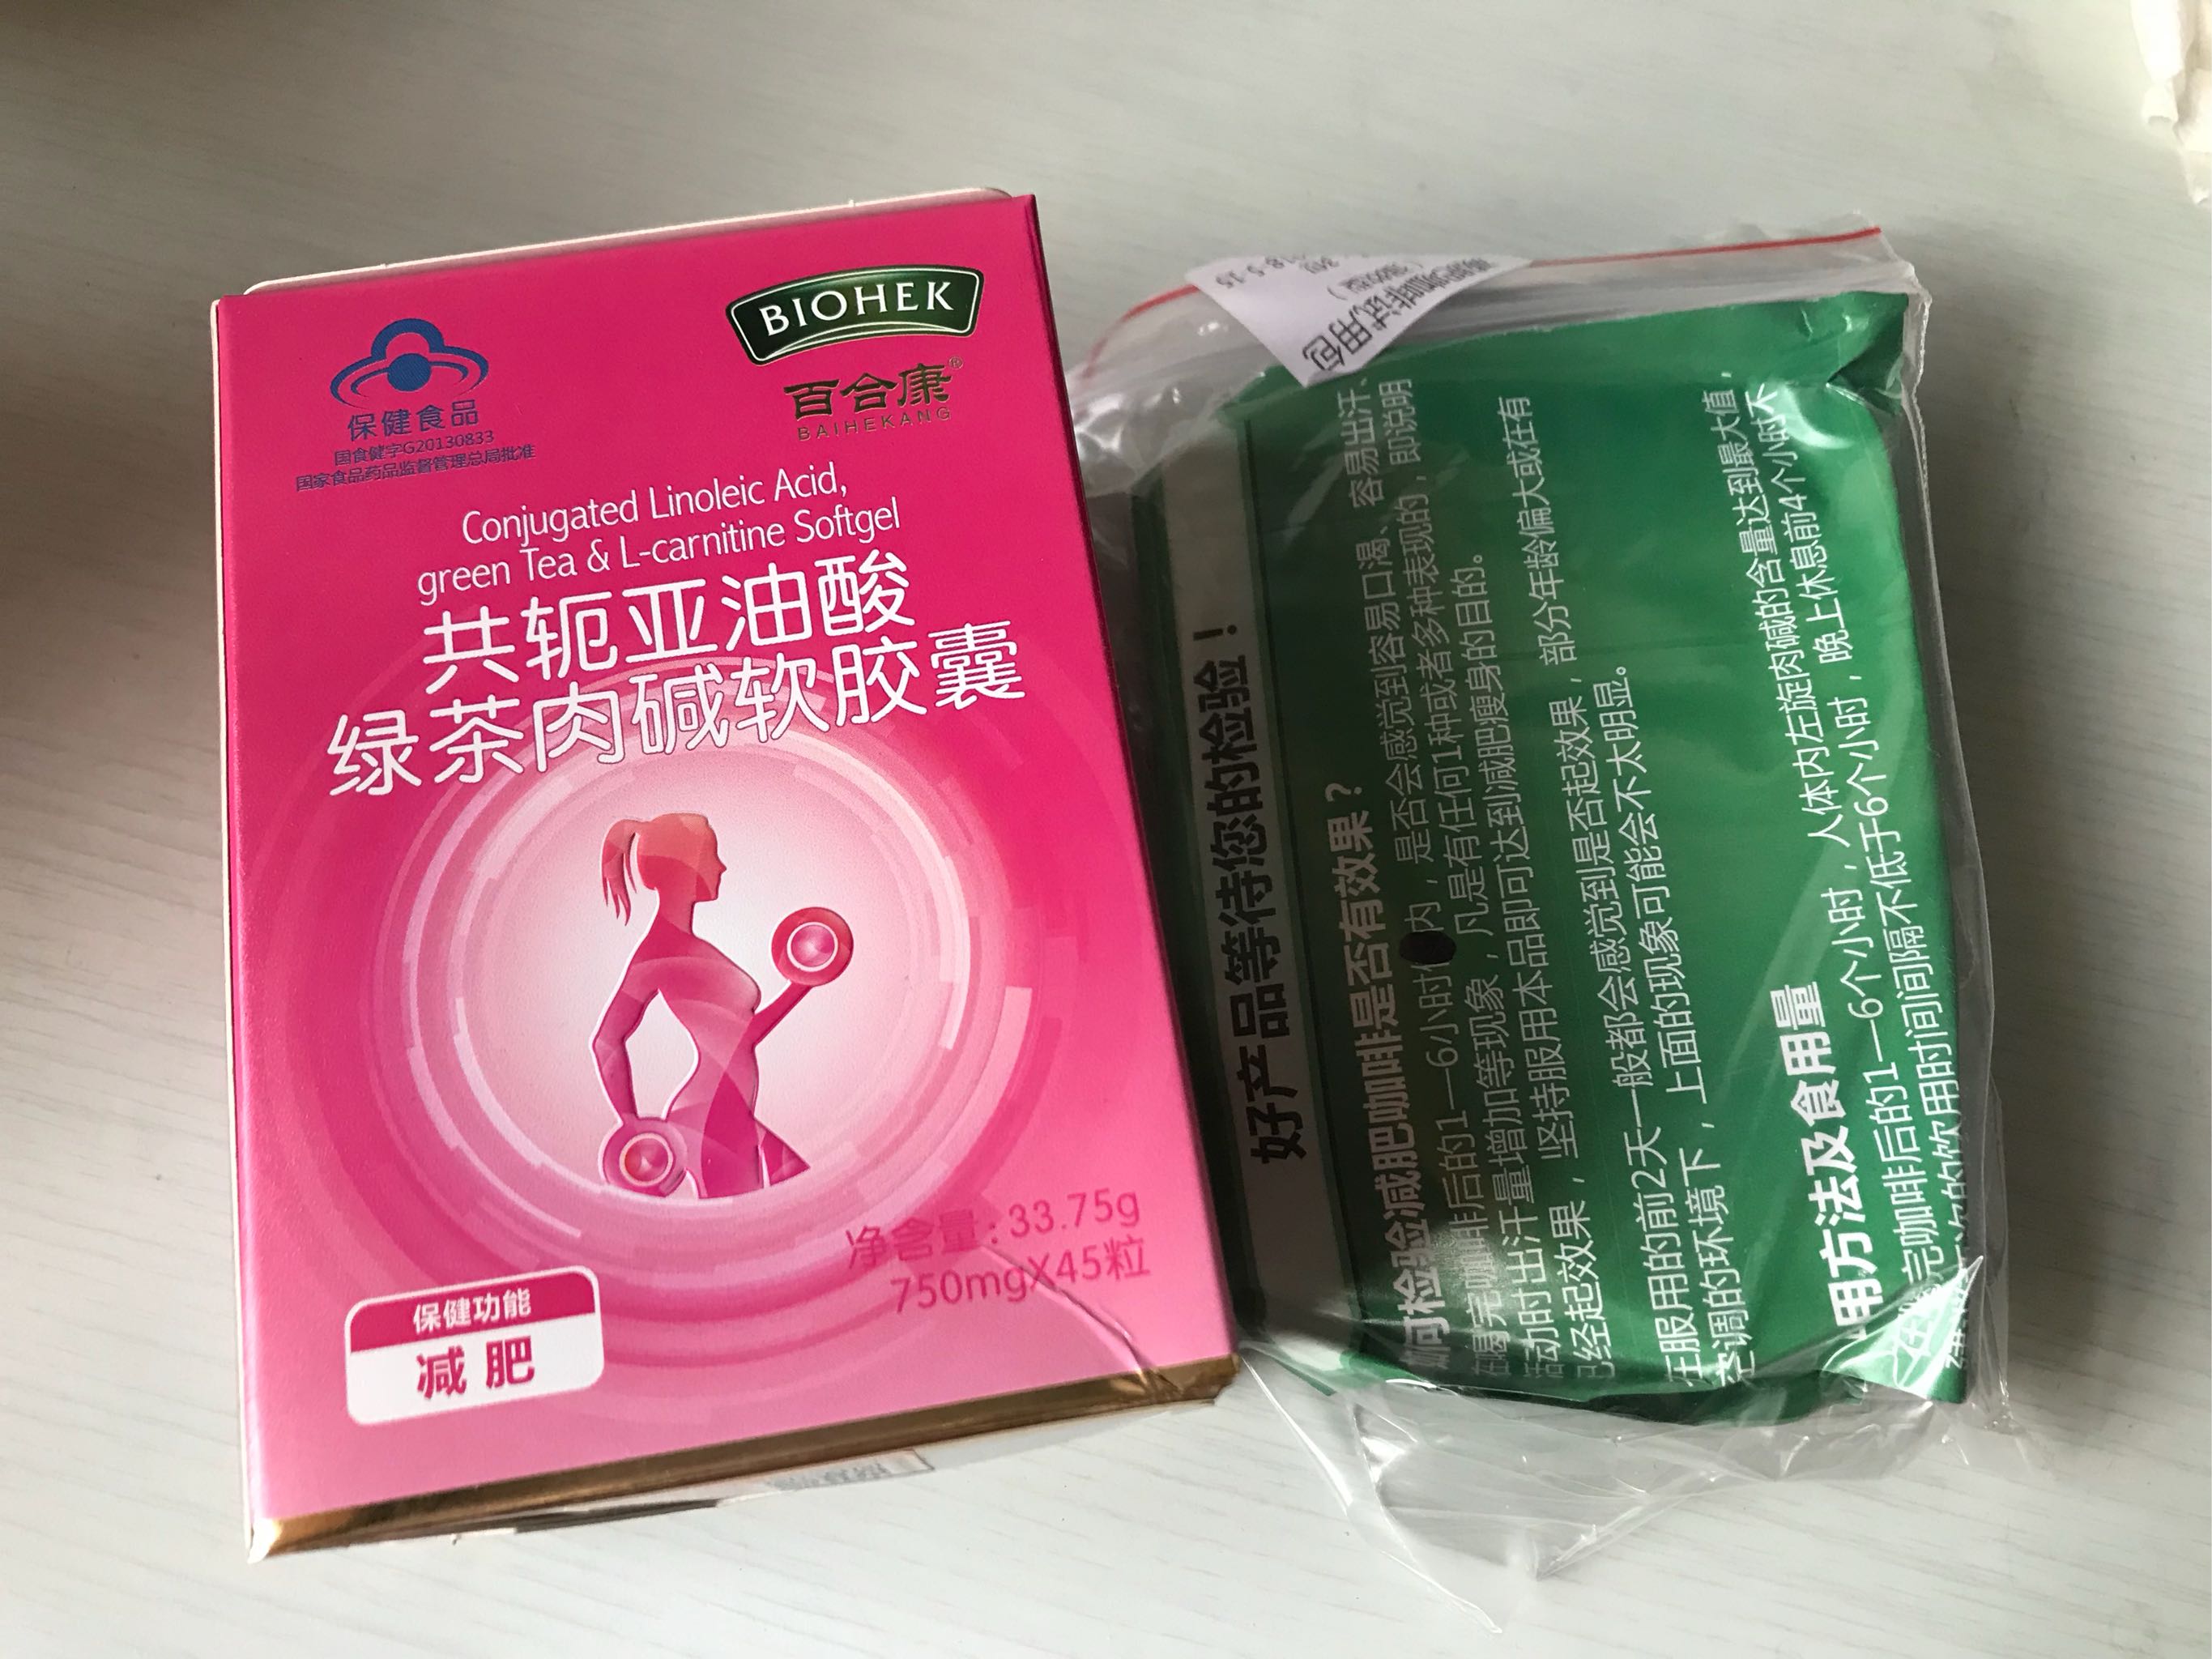 BIOHEK
百合康®
BAIHEKANG
保健食品
国食健字G20130833
国家食品药品监督管理总局批准
Conjugated Linoleic Acid,
green Tea & L-carnitine Softgel
共轭亚油酸
绿茶肉碱软胶囊
净含量:33.75g
750mgX45粒
保健功能
减肥
咖啡试用包
好产品等待您的检验！
如何检验减肥咖啡是否有效果？
在喝完咖啡后的1—6小时 内，是否会感觉到容易口渴、容易出汗、
活动时出汗量增加等现象，凡是有任何1种或者多种表现的，即说明
已经起效果，坚持服用本品即可达到减肥瘦身的目的。
在服用的前2天一般都会感觉到是否起效果，部分年龄偏大或在有
空调的环境下，上面的现象可能会不太明显。
用方法及食用量
完咖啡后的1—6个小时，人体内左旋肉碱的含量达到最大值
的饮用时间间隔不低于6个小时，晚上休息前4个小时不